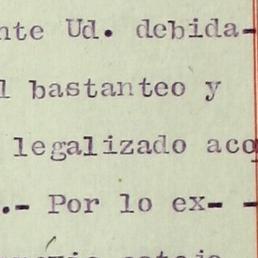 nte Ud. debida-
l bastanteo y
legalizado aco
.- Por lo ex- -